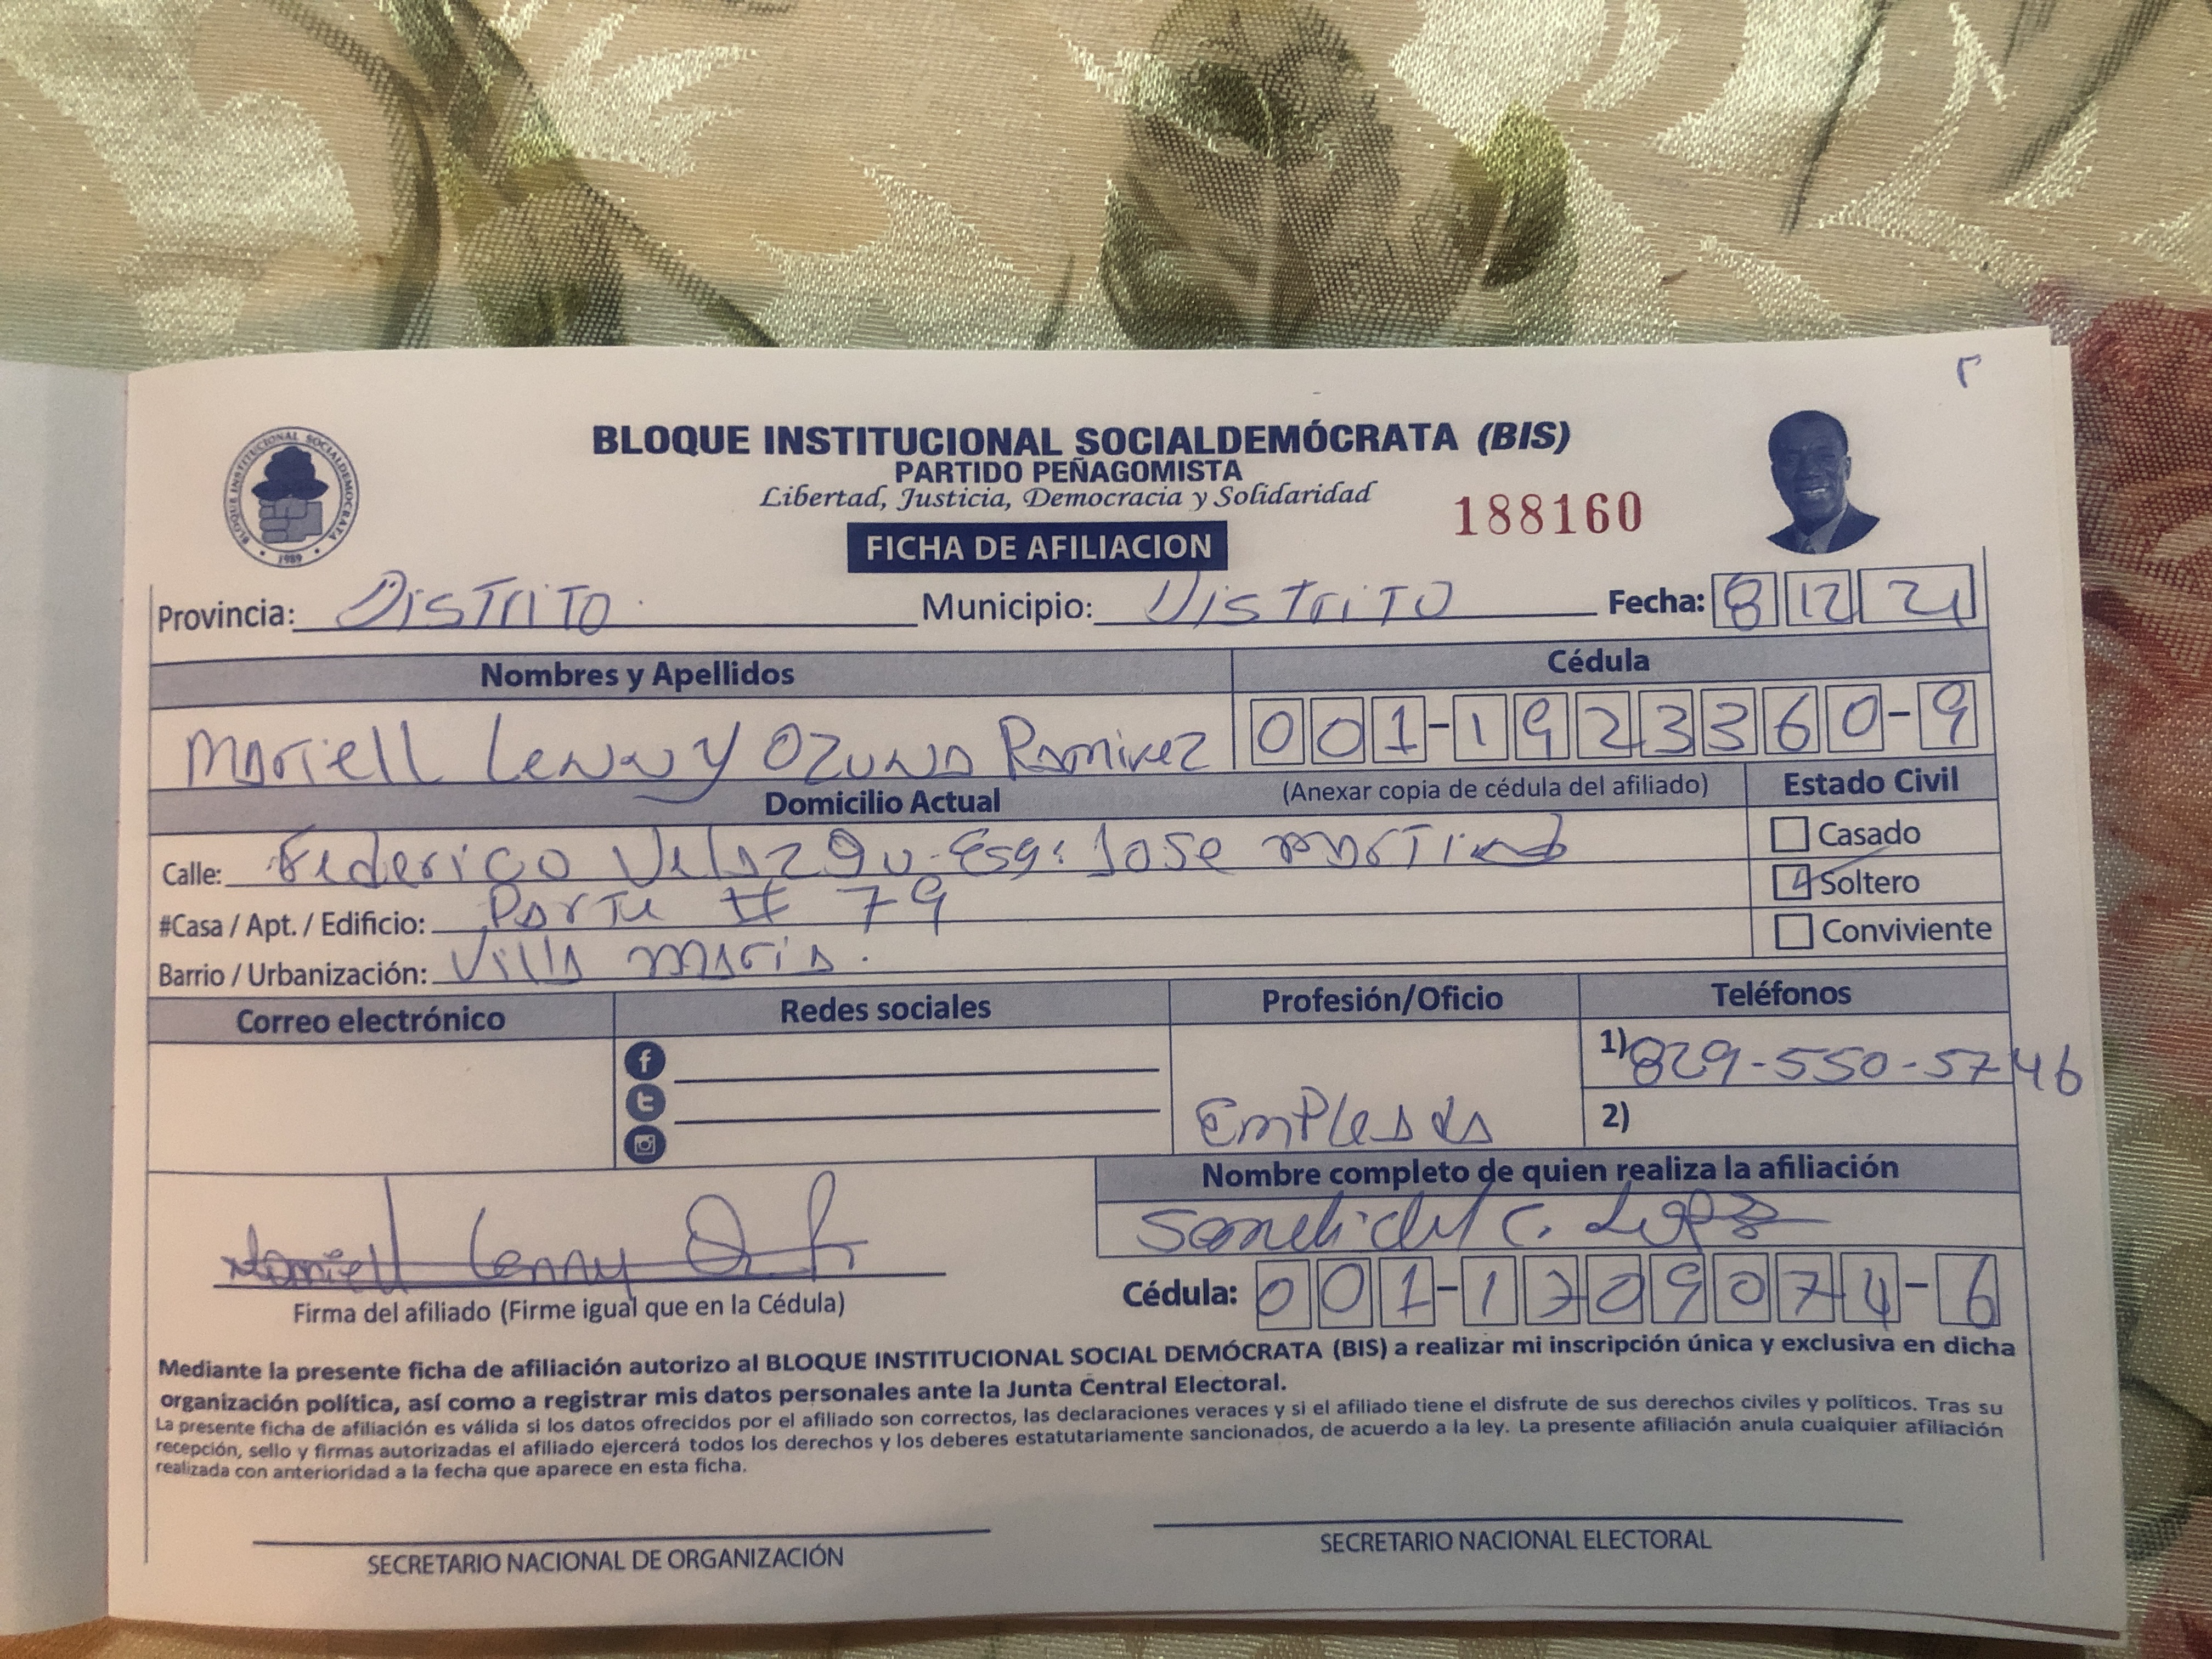 BLOQUE INSTITUCIONAL SOCIALDEMÓCRATA (BIS)
PARTIDO PEÑAGOMISTA
Libertad, Justicia, Democracia y Solidaridad
188160
FICHA DE AFILIACION
BLOQUE INSTITUCIONAL SOCIALDEMOCRATA
1989
Provincia: Distrito Municipio: Distrito Fecha: 8 12 21
Nombres y Apellidos Cédula
Mariell Lenny Ozuna Ramirez 001-1923360-9
Domicilio Actual (Anexar copia de cédula del afiliado) Estado Civil
Casado
Calle: Federico Velazqu. Esq: Jose
Soltero
#Casa / Apt. / Edificio: Parte # 79
Conviviente
Barrio / Urbanización: Villa Maria.
Correo electrónico Redes sociales Profesión/Oficio Teléfonos
1) 829-550-5746
Empleada
2)
Nombre completo de quien realiza la afiliación
C. Lopez
Mariell Lenny
Cédula: 001-1709074-6
Firma del afiliado (Firme igual que en la Cédula)
Mediante la presente ficha de afiliación autorizo al BLOQUE INSTITUCIONAL SOCIAL DEMÓCRATA (BIS) a realizar mi inscripción única y exclusiva en dicha
organización política, así como a registrar mis datos personales ante la Junta Central Electoral.
La presente ficha de afiliación es válida si los datos ofrecidos por el afiliado son correctos, las declaraciones veraces y si el afiliado tiene el disfrute de sus derechos civiles y políticos. Tras su
recepción, sello y firmas autorizadas el afiliado ejercerá todos los derechos y los deberes estatutariamente sancionados, de acuerdo a la ley. La presente afiliación anula cualquier afiliación
realizada con anterioridad a la fecha que aparece en esta ficha.
SECRETARIO NACIONAL DE ORGANIZACIÓN SECRETARIO NACIONAL ELECTORAL